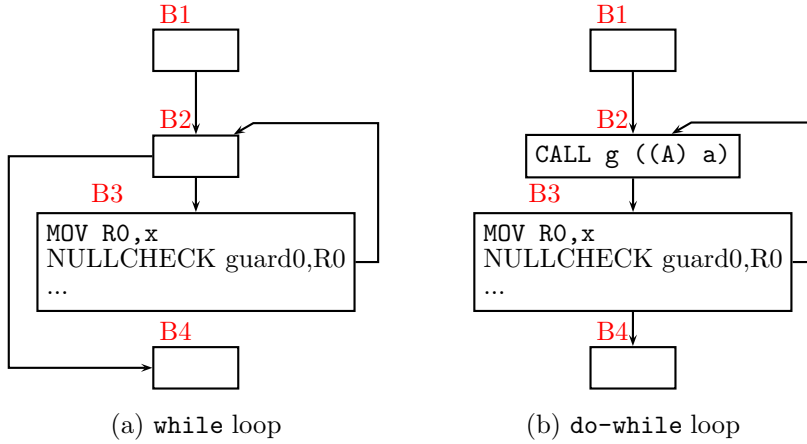 B1
B2
B3
MOV R0,x
NULLCHECK guard0,R0
...
B4
(a) while loop
B1
B2
CALL g ((A) a)
B3
MOV R0,x
NULLCHECK guard0,R0
...
B4
(b) do-while loop